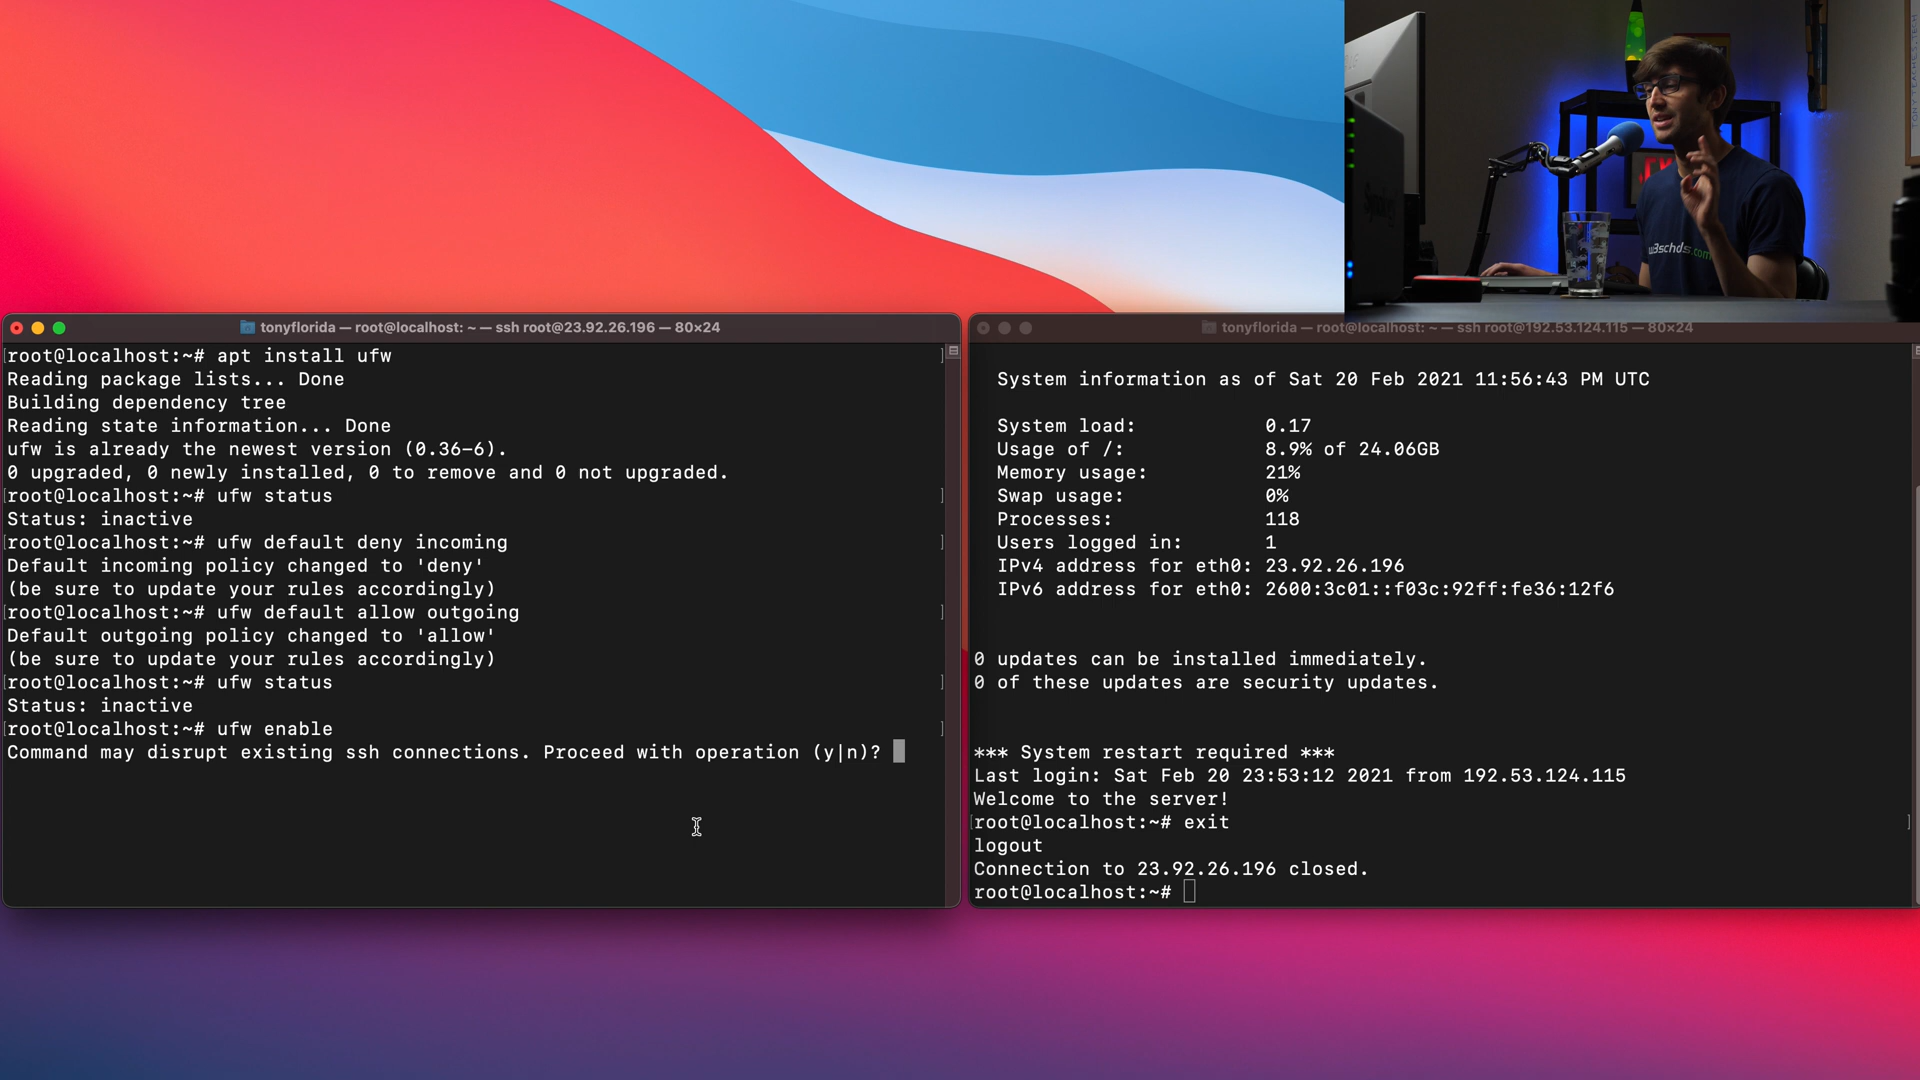 tonyflorida — root@localhost: ~ — ssh root@23.92.26.196 — 80×24
[root@localhost:~# apt install ufw ]
Reading package lists... Done
Building dependency tree
Reading state information... Done
ufw is already the newest version (0.36-6).
0 upgraded, 0 newly installed, 0 to remove and 0 not upgraded.
[root@localhost:~# ufw status ]
Status: inactive
[root@localhost:~# ufw default deny incoming ]
Default incoming policy changed to 'deny'
(be sure to update your rules accordingly)
[root@localhost:~# ufw default allow outgoing ]
Default outgoing policy changed to 'allow'
(be sure to update your rules accordingly)
[root@localhost:~# ufw status ]
Status: inactive
[root@localhost:~# ufw enable ]
Command may disrupt existing ssh connections. Proceed with operation (y|n)?
tonyflorida — root@localhost: ~ — ssh root@192.53.124.115 — 80×24
System information as of Sat 20 Feb 2021 11:56:43 PM UTC
System load: 0.17
Usage of /: 8.9% of 24.06GB
Memory usage: 21%
Swap usage: 0%
Processes: 118
Users logged in: 1
IPv4 address for eth0: 23.92.26.196
IPv6 address for eth0: 2600:3c01::f03c:92ff:fe36:12f6
0 updates can be installed immediately.
0 of these updates are security updates.
*** System restart required ***
Last login: Sat Feb 20 23:53:12 2021 from 192.53.124.115
Welcome to the server!
[root@localhost:~# exit ]
logout
Connection to 23.92.26.196 closed.
root@localhost:~#
w3schds.com